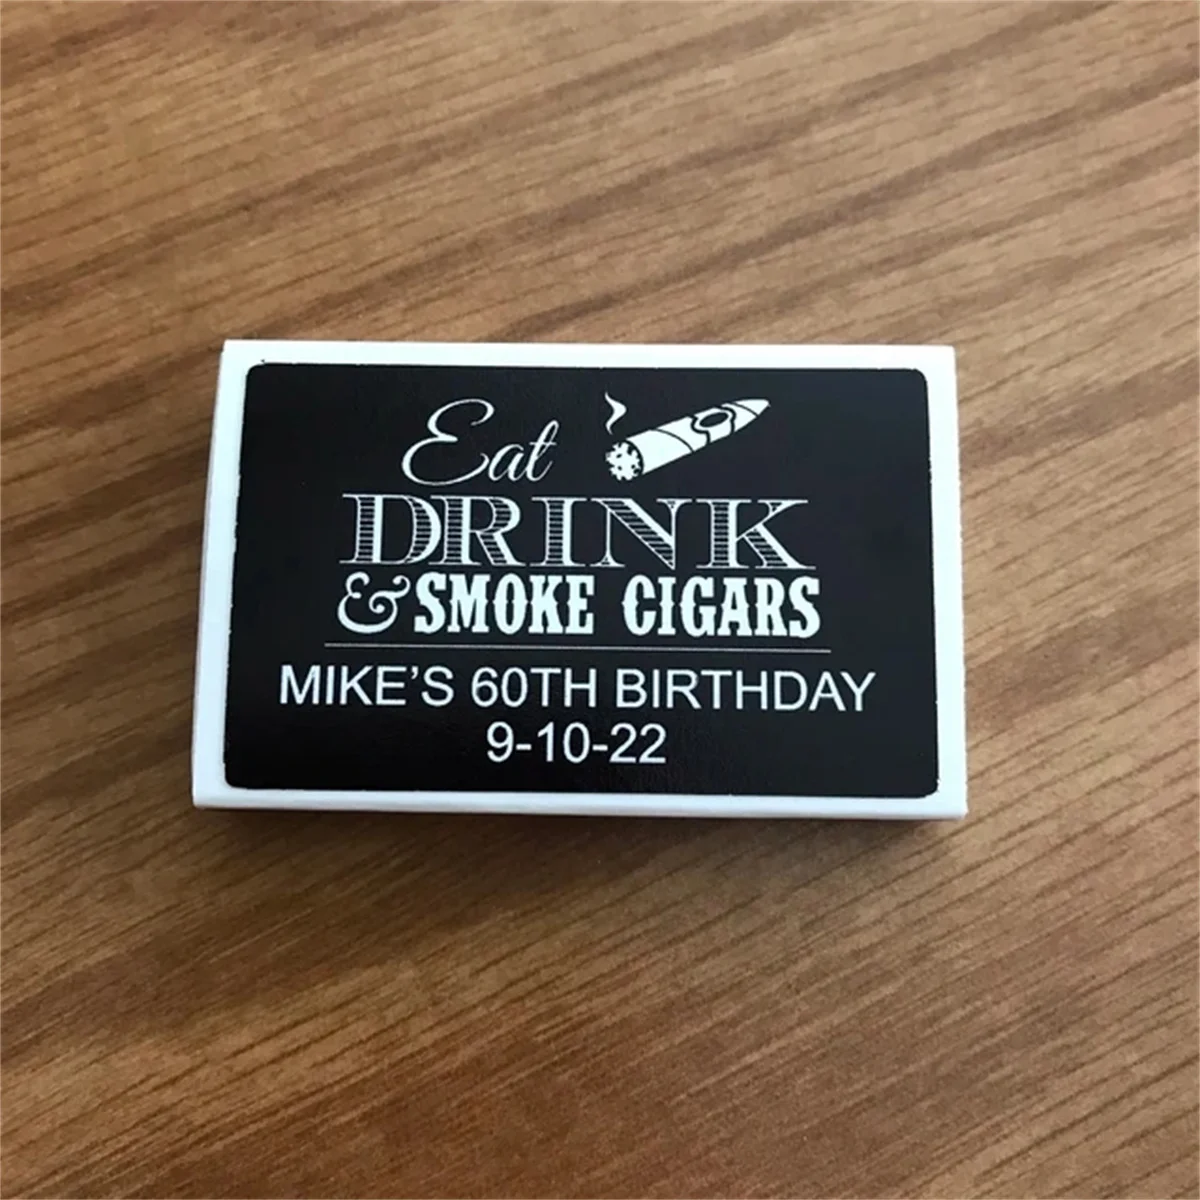 Eat
DRINK
& SMOKE CIGARS
MIKE'S 60TH BIRTHDAY
9-10-22